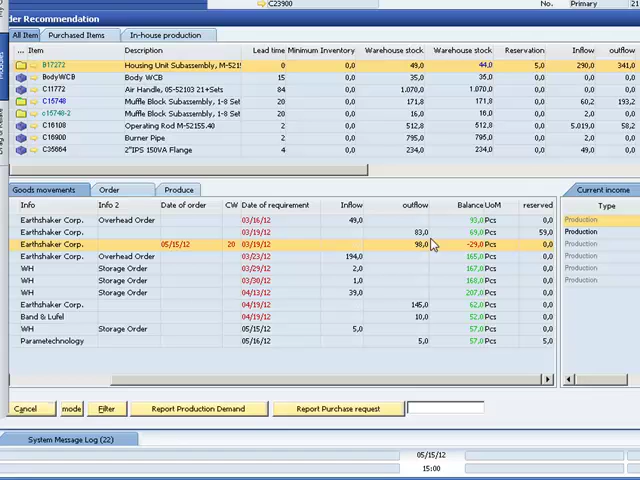 C23900 No. Primary 21
der Recommendation
All Item Purchased Items In-house production
... Item Description Lead time Minimum Inventory Warehouse stock Warehouse stock Reservation Inflow outflow
B17272 Housing Unit Subassembly, M-5215 0 0,0 49,0 44,0 5,0 290,0 341,0
BodyWCB Body WCB 15 0,0 35,0 35,0 0,0 0,0 0,0
C11772 Air Handle, 05-52103 21+Sets 84 0,0 1.070,0 1.070,0 0,0 0,0 0,0
C15748 Muffle Block Subassembly, 1-8 Set 20 0,0 171,8 171,8 0,0 60,2 193,2
c15748-2 Muffle Block Subassembly, 1-8 Set 20 0,0 16,0 16,0 0,0 2,0 0,0
C16108 Operating Rod M-52155.40 2 0,0 512,8 512,8 0,0 5.019,0 58,2
C16900 Burner Pipe 2 0,0 795,0 795,0 0,0 0,0 0,0
C35664 2"IPS 150VA Flange 4 0,0 234,0 234,0 0,0 49,0 0,0
Goods movements Order Produce Current income
Info Info 2 Date of order CW Date of requirement Inflow outflow Balance UoM reserved Type
Earthshaker Corp. Overhead Order 03/16/12 49,0 93,0 Pcs 0,0 Production
Earthshaker Corp. 03/19/12 83,0 69,0 Pcs 59,0 Production
Earthshaker Corp. 05/15/12 20 03/19/12 98,0 -29,0 Pcs 0,0 Production
Earthshaker Corp. Overhead Order 03/23/12 194,0 165,0 Pcs 0,0 Production
WH Storage Order 03/29/12 2,0 167,0 Pcs 0,0 Production
WH Storage Order 03/30/12 1,0 168,0 Pcs 0,0 Production
WH Storage Order 04/13/12 39,0 207,0 Pcs 0,0
Earthshaker Corp. 04/19/12 145,0 62,0 Pcs 0,0
Band & Lufel 04/19/12 10,0 52,0 Pcs 0,0
WH Storage Order 05/15/12 5,0 57,0 Pcs 0,0
Parametechnology 05/16/12 5,0 57,0 Pcs 5,0
Cancel mode Filter Report Production Demand Report Purchase request
System Message Log (22)
05/15/12
15:00